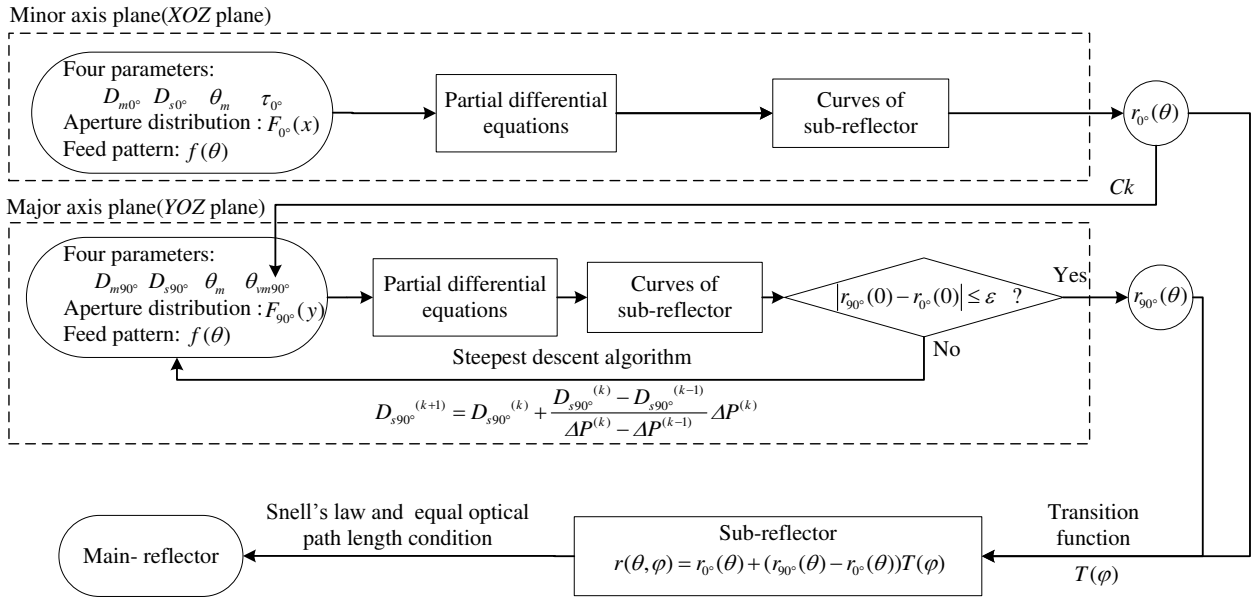 Minor axis plane(XOZ plane)
Four parameters:
D_{m0°} D_{s0°} θ_m τ_{0°}
Aperture distribution : F_{0°}(x)
Feed pattern: f(θ)
Partial differential
equations
Curves of
sub-reflector
r_{0°}(θ)
Ck
Major axis plane(YOZ plane)
Four parameters:
D_{m90°} D_{s90°} θ_m θ_{vm90°}
Aperture distribution : F_{90°}(y)
Feed pattern: f(θ)
Partial differential
equations
Curves of
sub-reflector
|r_{90°}(0) − r_{0°}(0)| ≤ ε ?
Yes
r_{90°}(θ)
No
Steepest descent algorithm
D_{s90°}^{(k+1)} = D_{s90°}^{(k)} + \frac{D_{s90°}^{(k)} − D_{s90°}^{(k−1)}}{ΔP^{(k)} − ΔP^{(k−1)}} ΔP^{(k)}
Main- reflector
Snell's law and equal optical
path length condition
Sub-reflector
r(θ,φ) = r_{0°}(θ) + (r_{90°}(θ) − r_{0°}(θ))T(φ)
Transition
function
T(φ)